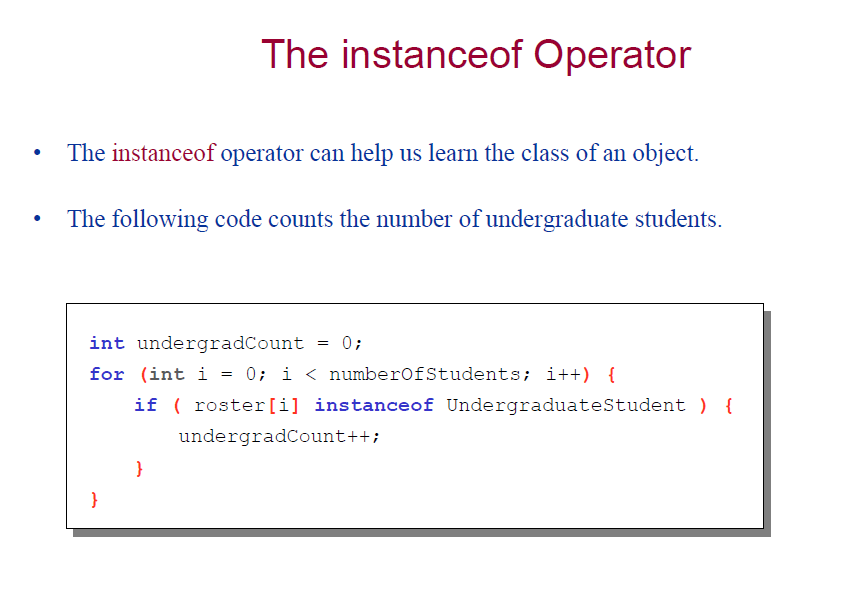 The instanceof Operator
• The instanceof operator can help us learn the class of an object.
• The following code counts the number of undergraduate students.
int undergradCount = 0;
for (int i = 0; i < numberOfStudents; i++) {
if ( roster[i] instanceof UndergraduateStudent ) {
undergradCount++;
}
}